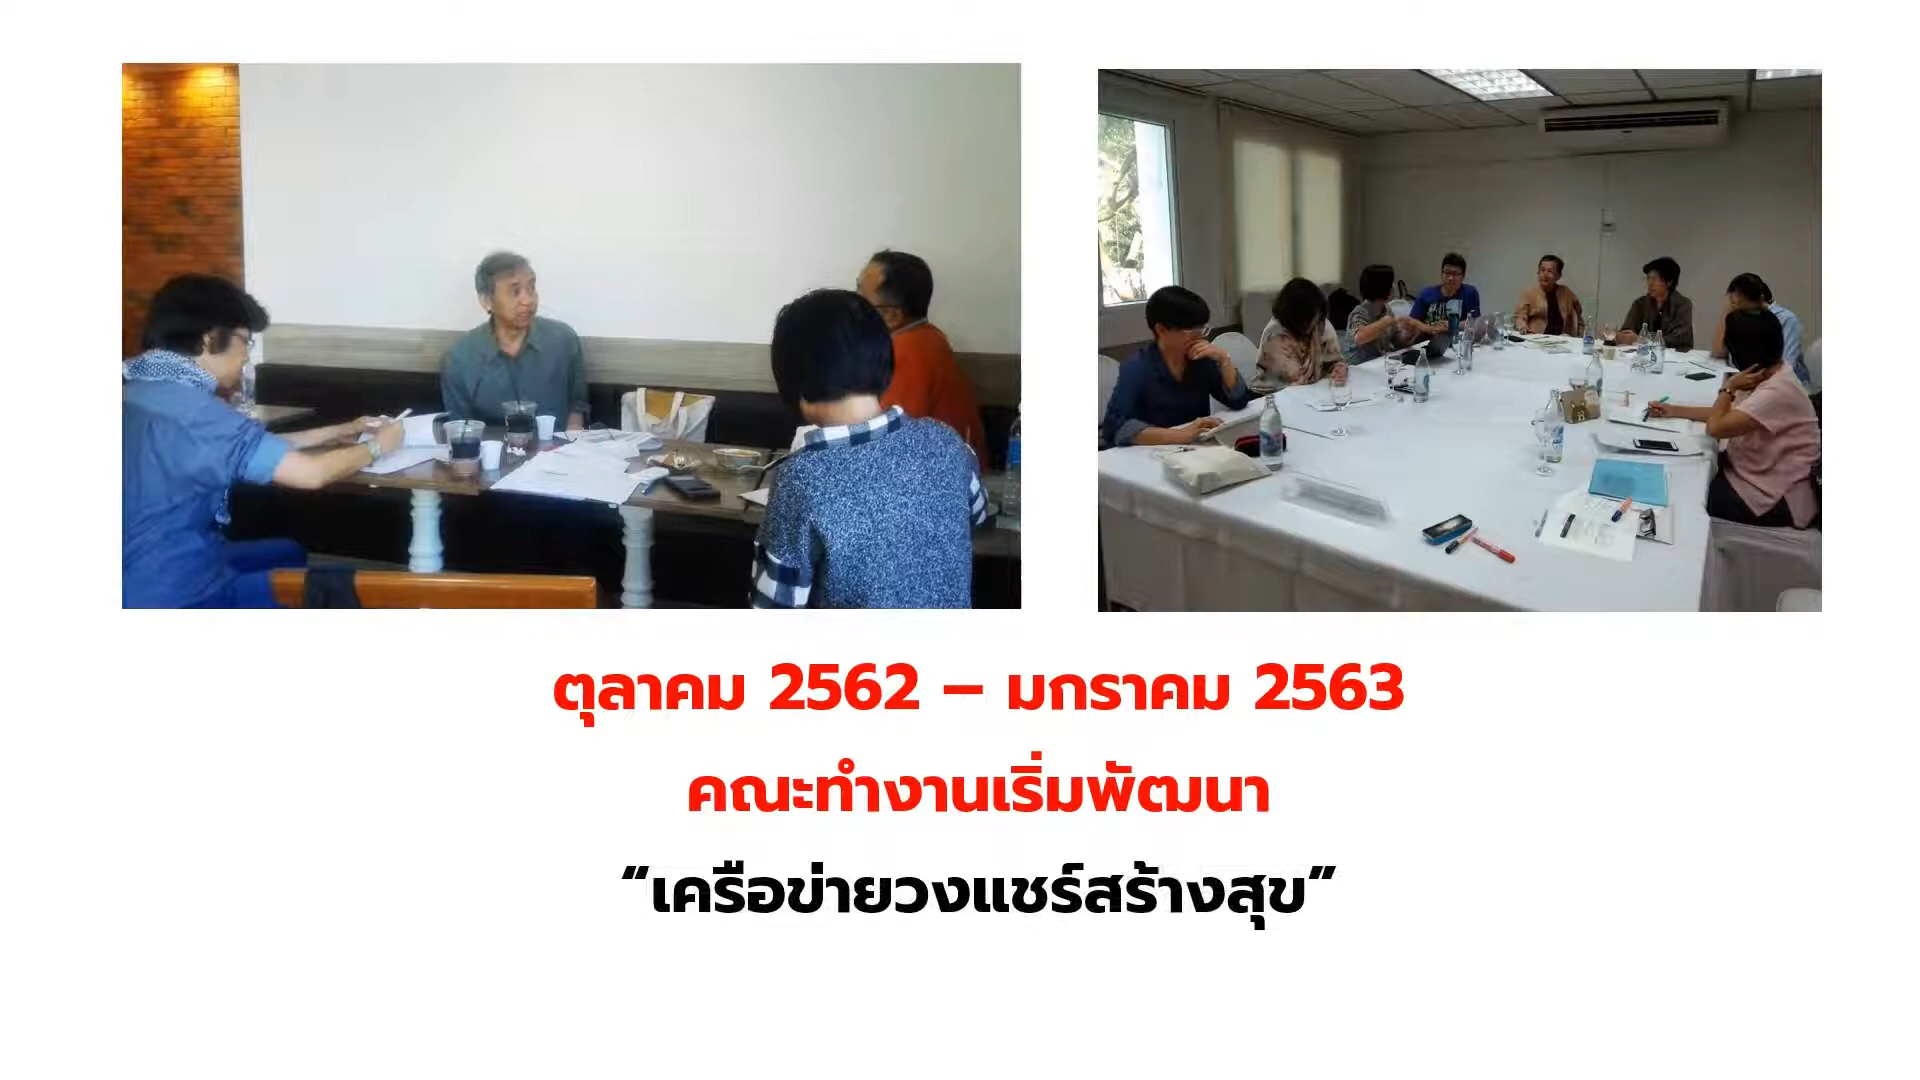 ตุลาคม 2562 – มกราคม 2563
คณะทำงานเริ่มพัฒนา
“เครือข่ายวงแชร์สร้างสุข”